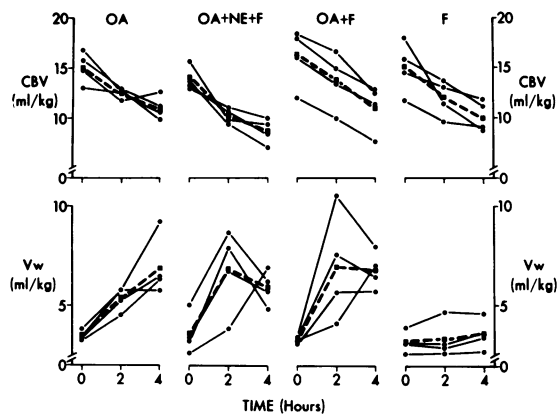 OA OA+NE+F OA+F F
20 20
CBV 15 15 CBV
(ml/kg) 10 10 (ml/kg)
0 0
10 10
Vw 5 5 Vw
(ml/kg) (ml/kg)
0 0
0 2 4 0 2 4 0 2 4 0 2 4
TIME (Hours)